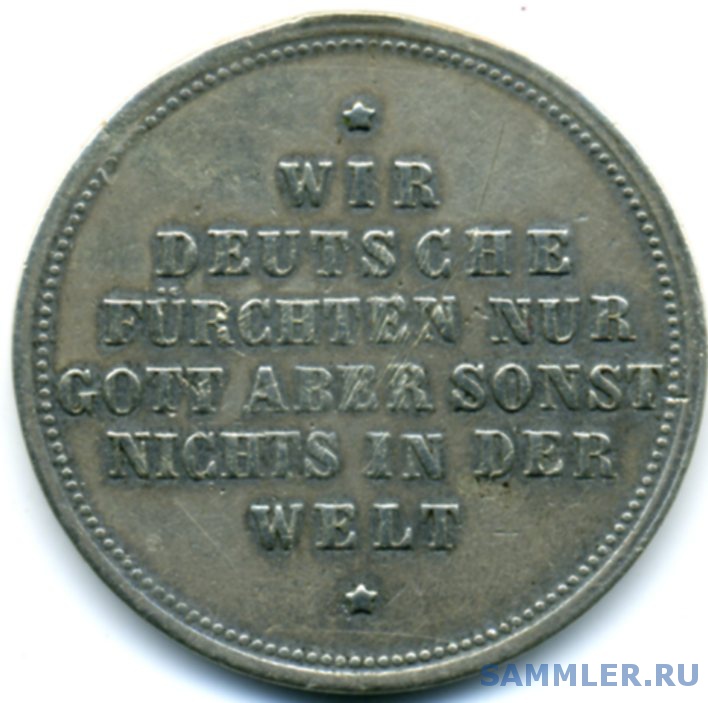 WIR
DEUTSCHE
FÜRCHTEN NUR
GOTT ABER SONST
NICHTS IN DER
WELT
SAMMLER.RU